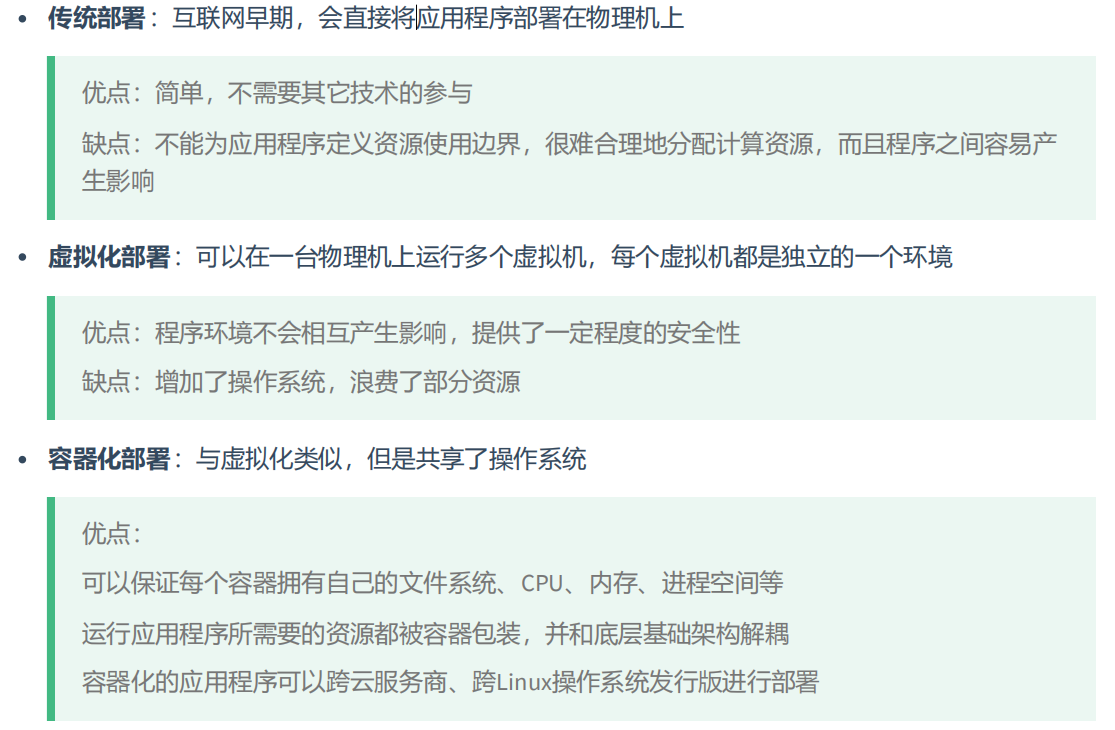 传统部署：互联网早期，会直接将应用程序部署在物理机上
优点：简单，不需要其它技术的参与
缺点：不能为应用程序定义资源使用边界，很难合理地分配计算资源，而且程序之间容易产
生影响
虚拟化部署：可以在一台物理机上运行多个虚拟机，每个虚拟机都是独立的一个环境
优点：程序环境不会相互产生影响，提供了一定程度的安全性
缺点：增加了操作系统，浪费了部分资源
容器化部署：与虚拟化类似，但是共享了操作系统
优点：
可以保证每个容器拥有自己的文件系统、CPU、内存、进程空间等
运行应用程序所需要的资源都被容器包装，并和底层基础架构解耦
容器化的应用程序可以跨云服务商、跨Linux操作系统发行版进行部署